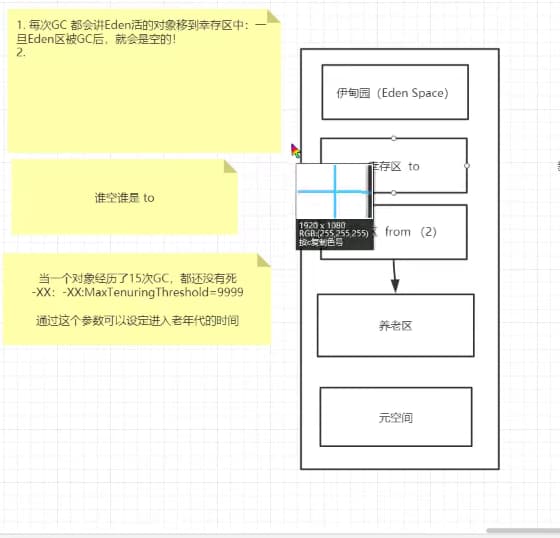 1. 每次GC 都会讲Eden活的对象移到幸存区中：一
旦Eden区被GC后，就会是空的！
2.
谁空谁是 to
当一个对象经历了15次GC，都还没有死
-XX：-XX:MaxTenuringThreshold=9999
通过这个参数可以设定进入老年代的时间
伊甸园（Eden Space）
幸存区 to
1920 x 1080
RGB:(255,255,255)
按c复制色号
区 from （2）
养老区
元空间